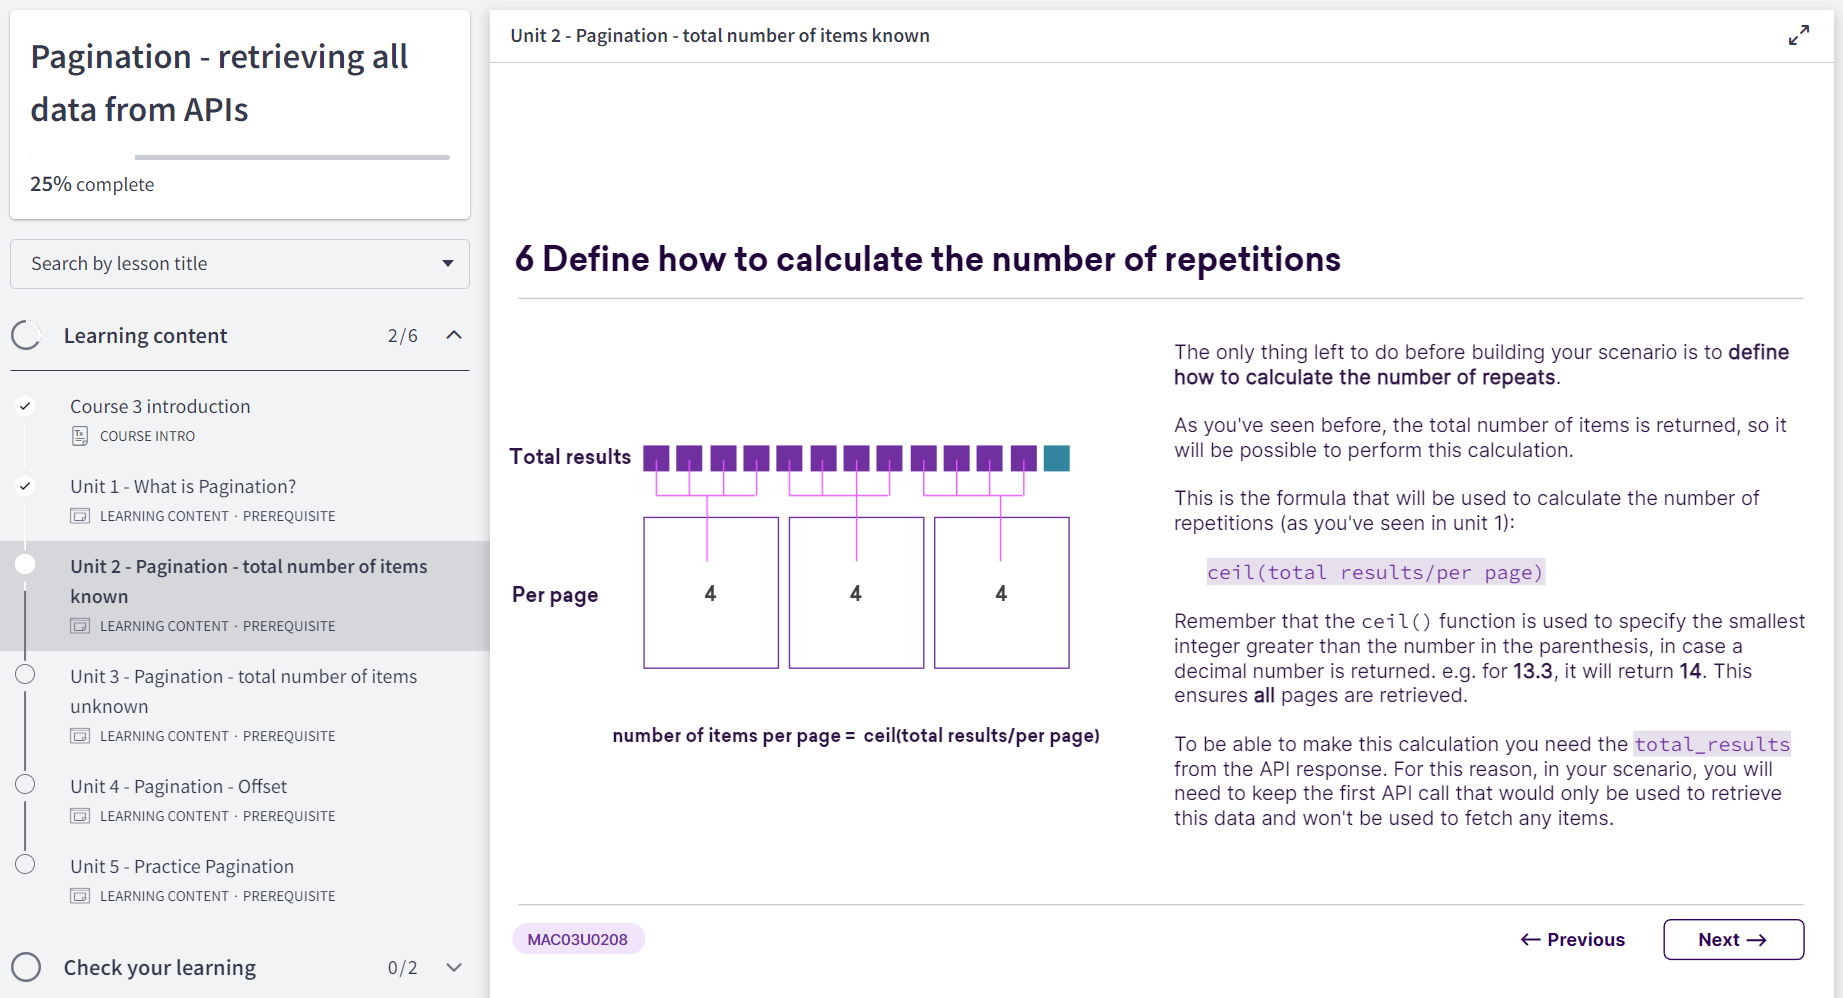 Pagination - retrieving all
data from APIs
25% complete
Search by lesson title
Learning content 2/6
Course 3 introduction
COURSE INTRO
Unit 1 - What is Pagination?
LEARNING CONTENT · PREREQUISITE
Unit 2 - Pagination - total number of items
known
LEARNING CONTENT · PREREQUISITE
Unit 3 - Pagination - total number of items
unknown
LEARNING CONTENT · PREREQUISITE
Unit 4 - Pagination - Offset
LEARNING CONTENT · PREREQUISITE
Unit 5 - Practice Pagination
LEARNING CONTENT · PREREQUISITE
Check your learning 0/2
Unit 2 - Pagination - total number of items known
6 Define how to calculate the number of repetitions
Total results
Per page
4 4 4
number of items per page = ceil(total results/per page)
The only thing left to do before building your scenario is to define
how to calculate the number of repeats.
As you've seen before, the total number of items is returned, so it
will be possible to perform this calculation.
This is the formula that will be used to calculate the number of
repetitions (as you've seen in unit 1):
ceil(total results/per page)
Remember that the ceil() function is used to specify the smallest
integer greater than the number in the parenthesis, in case a
decimal number is returned. e.g. for 13.3, it will return 14. This
ensures all pages are retrieved.
To be able to make this calculation you need the total_results
from the API response. For this reason, in your scenario, you will
need to keep the first API call that would only be used to retrieve
this data and won't be used to fetch any items.
MAC03U0208
← Previous
Next →